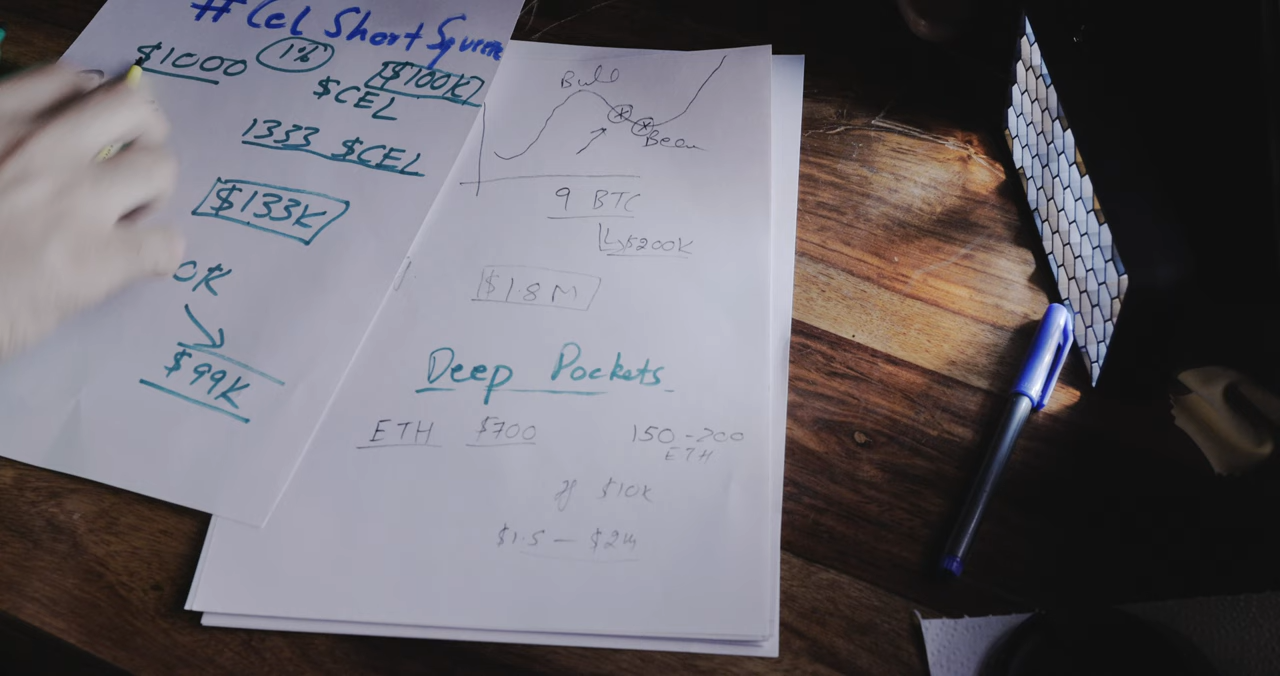 #Cel Short Squeeze
$1000 1% $100K
$CEL
1333 $CEL
$133K
0K
$99K
Bull
Bear
9 BTC
$200K
$1.8M
Deep Pockets
ETH $700 150-200
ETH
If $10K
$1.5 — $2M